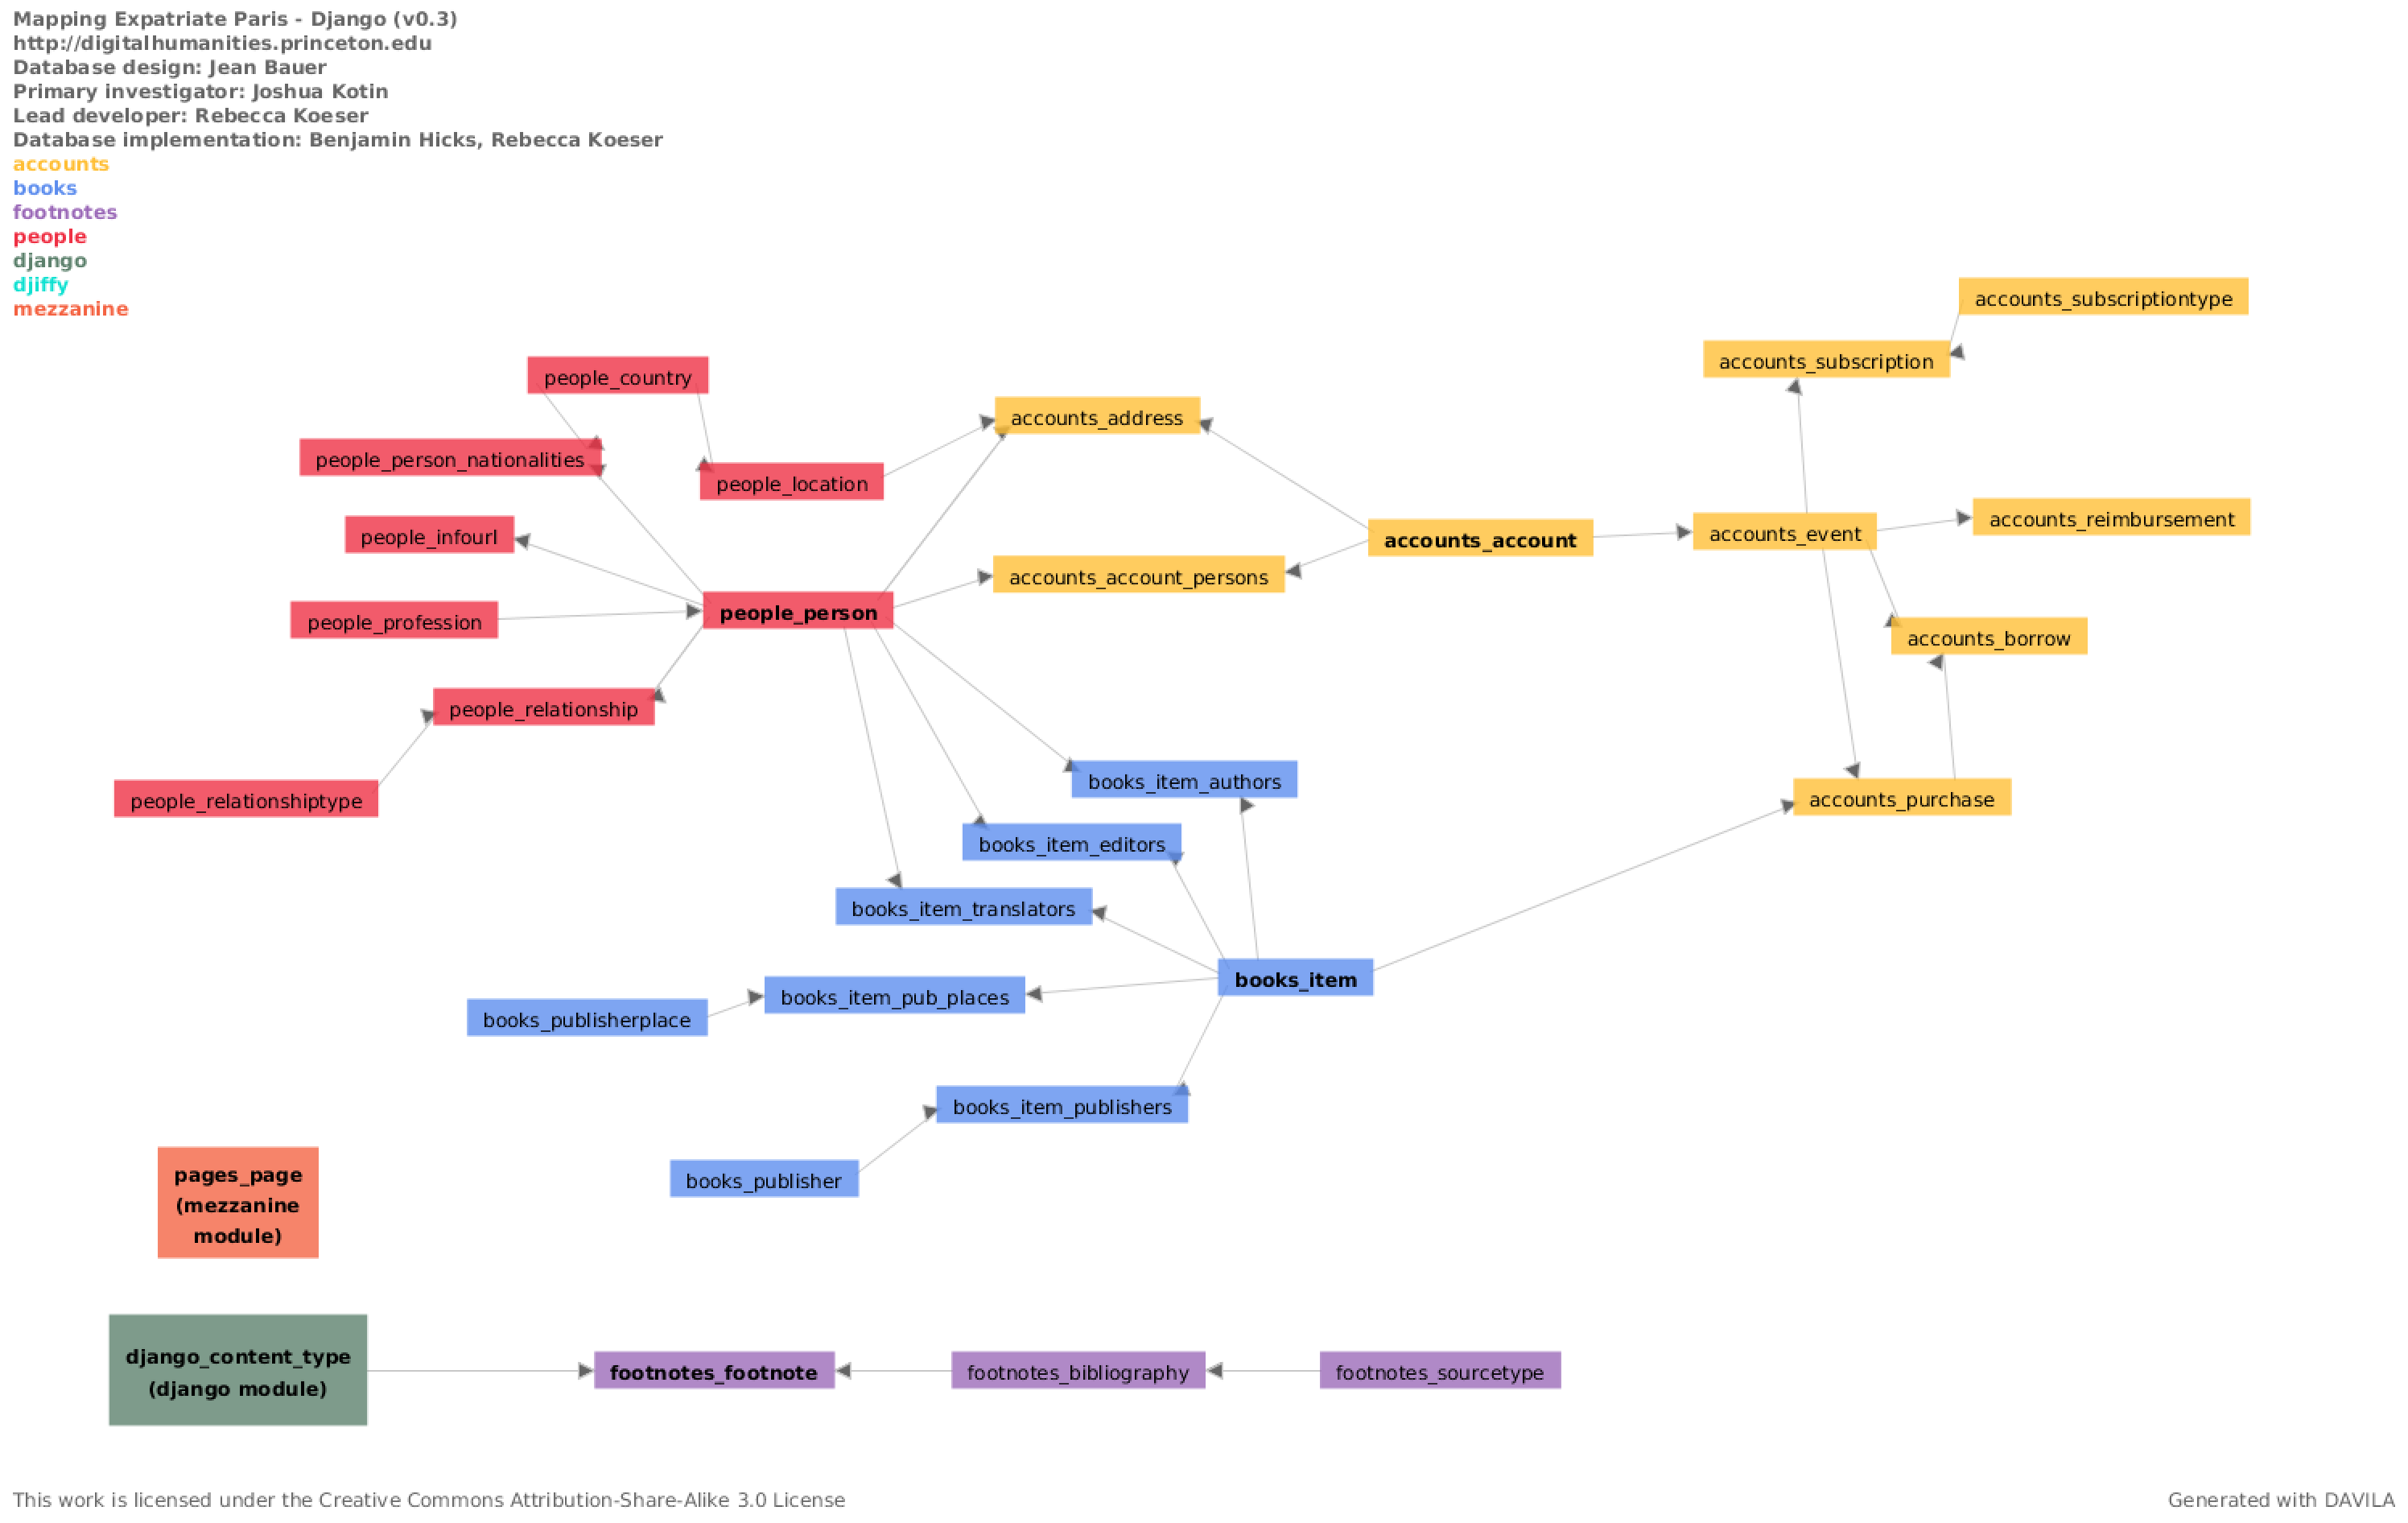 Mapping Expatriate Paris - Django (v0.3)
http://digitalhumanities.princeton.edu
Database design: Jean Bauer
Primary investigator: Joshua Kotin
Lead developer: Rebecca Koeser
Database implementation: Benjamin Hicks, Rebecca Koeser
accounts
books
footnotes
people
django
djiffy
mezzanine
accounts_subscriptiontype
accounts_subscription
people_country
accounts_address
people_person_nationalities
people_location
accounts_reimbursement
people_infourl
accounts_account
accounts_event
accounts_account_persons
people_profession
people_person
accounts_borrow
people_relationship
books_item_authors
people_relationshiptype
accounts_purchase
books_item_editors
books_item_translators
books_item
books_item_pub_places
books_publisherplace
books_item_publishers
books_publisher
pages_page
(mezzanine
module)
django_content_type
(django module)
footnotes_footnote
footnotes_bibliography
footnotes_sourcetype
This work is licensed under the Creative Commons Attribution-Share-Alike 3.0 License
Generated with DAVILA